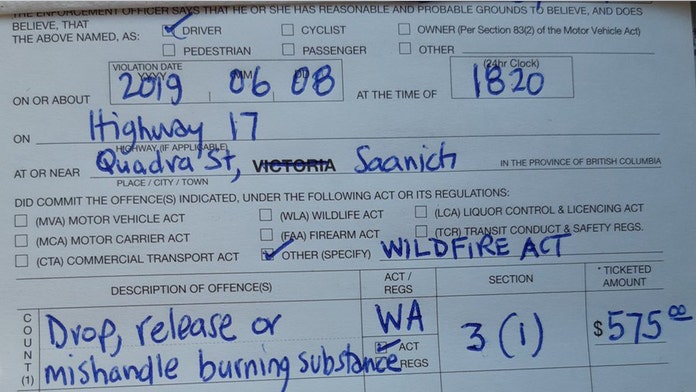 THE ENFORCEMENT OFFICER SAYS THAT HE OR SHE HAS REASONABLE AND PROBABLE GROUNDS TO BELIEVE, AND DOES
BELIEVE, THAT
THE ABOVE NAMED, AS:
DRIVER CYCLIST OWNER (Per Section 83(2) of the Motor Vehicle Act)
PEDESTRIAN PASSENGER OTHER
VIOLATION DATE (24hr Clock)
YYYY MM DD
ON OR ABOUT 2019 06 08 AT THE TIME OF 1820
ON Highway 17
HIGHWAY (IF APPLICABLE)
AT OR NEAR Quadra St, VICTORIA Saanich IN THE PROVINCE OF BRITISH COLUMBIA
PLACE / CITY / TOWN
DID COMMIT THE OFFENCE(S) INDICATED, UNDER THE FOLLOWING ACT OR ITS REGULATIONS:
(MVA) MOTOR VEHICLE ACT (WLA) WILDLIFE ACT (LCA) LIQUOR CONTROL & LICENCING ACT
(MCA) MOTOR CARRIER ACT (FAA) FIREARM ACT (TCR) TRANSIT CONDUCT & SAFETY REGS.
(CTA) COMMERCIAL TRANSPORT ACT OTHER (SPECIFY) WILDFIRE ACT
DESCRIPTION OF OFFENCE(S) ACT / REGS SECTION * TICKETED AMOUNT
COUNT (1) Drop, release or WA 3 (1) $ 575 00
mishandle burning substance ACT
REGS